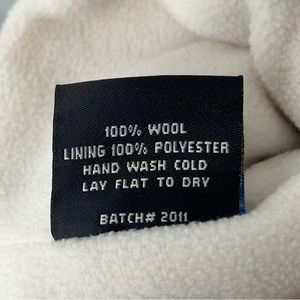 100% WOOL
LINING 100% POLYESTER
HAND WASH COLD
LAY FLAT TO DRY
BATCH# 2011